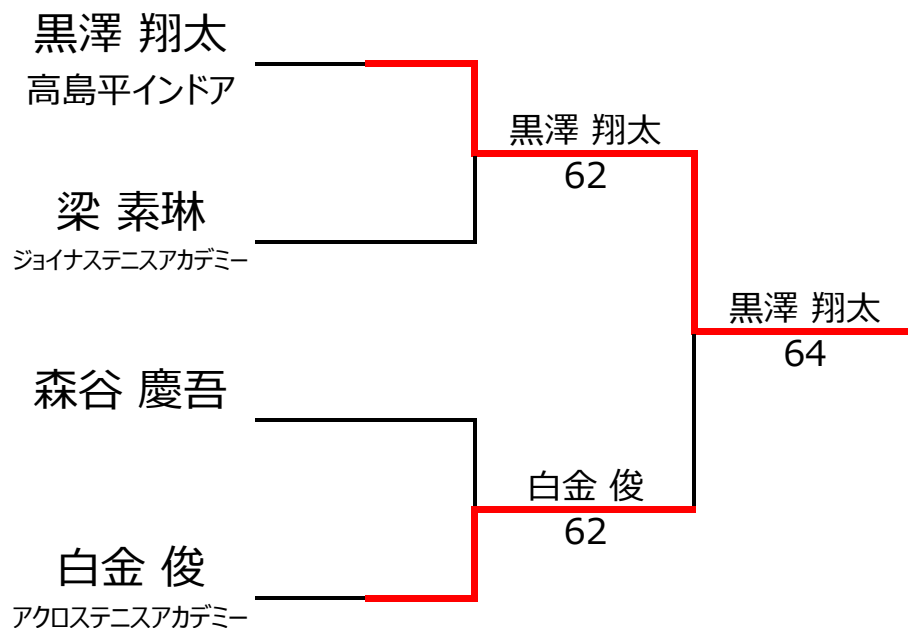 黒澤 翔太
高島平インドア
梁 素琳
ジョイナステニスアカデミー
森谷 慶吾
白金 俊
アクロステニスアカデミー
黒澤 翔太
62
白金 俊
62
黒澤 翔太
64